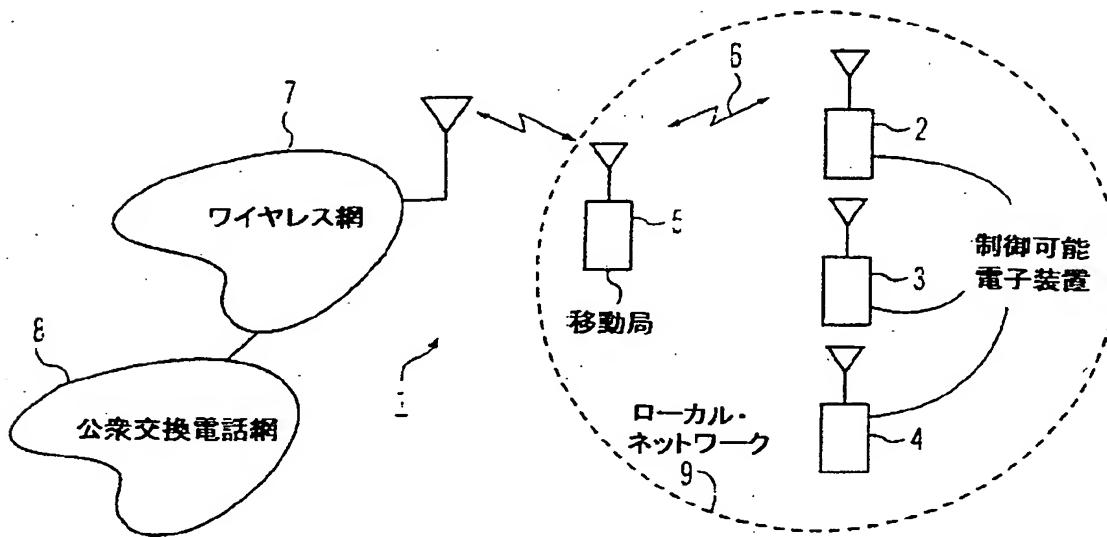 6
7
2
ワイヤレス網
5
制御可能
電子装置
3
移動局
8
1
公衆交換電話網
ローカル・
ネットワーク
4
9